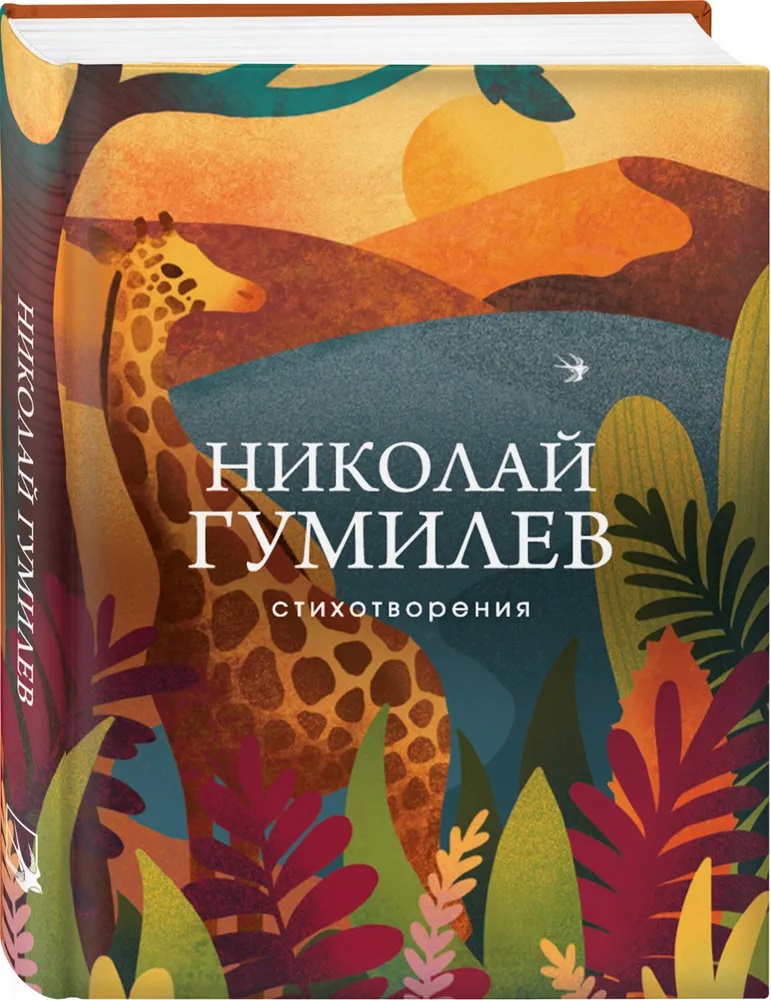 НИКОЛАЙ
ГУМИЛЕВ
стихотворения
НИКОЛАЙ ГУМИЛЕВ